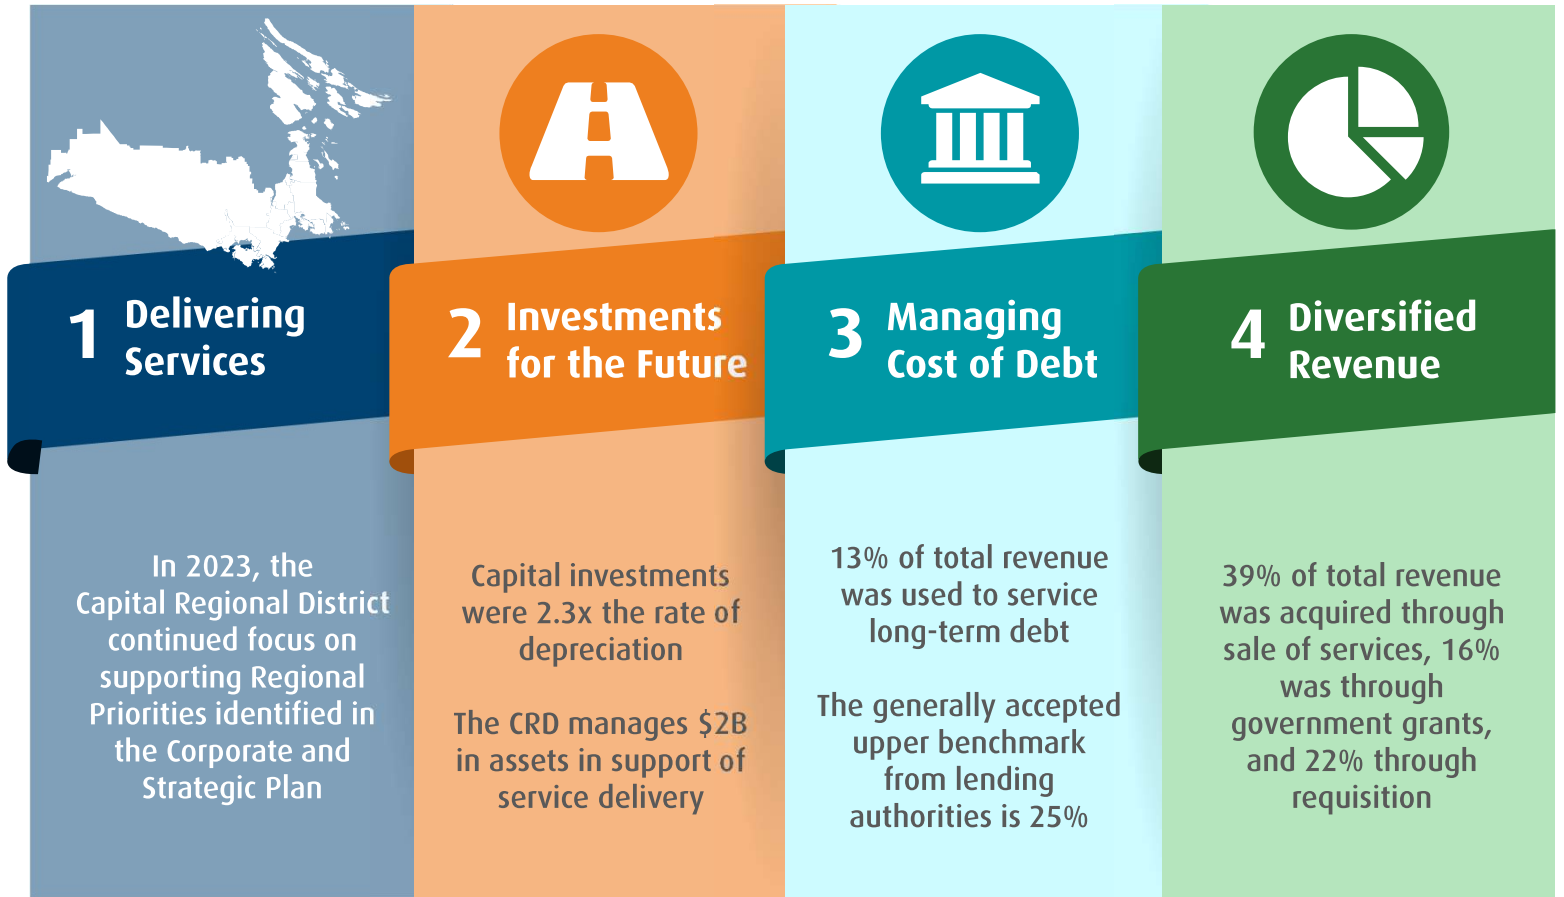 1
Delivering
Services
In 2023, the
Capital Regional District
continued focus on
supporting Regional
Priorities identified in
the Corporate and
Strategic Plan
2
Investments
for the Future
Capital investments
were 2.3x the rate of
depreciation
The CRD manages $2B
in assets in support of
service delivery
3
Managing
Cost of Debt
13% of total revenue
was used to service
long-term debt
The generally accepted
upper benchmark
from lending
authorities is 25%
4
Diversified
Revenue
39% of total revenue
was acquired through
sale of services, 16%
was through
government grants,
and 22% through
requisition